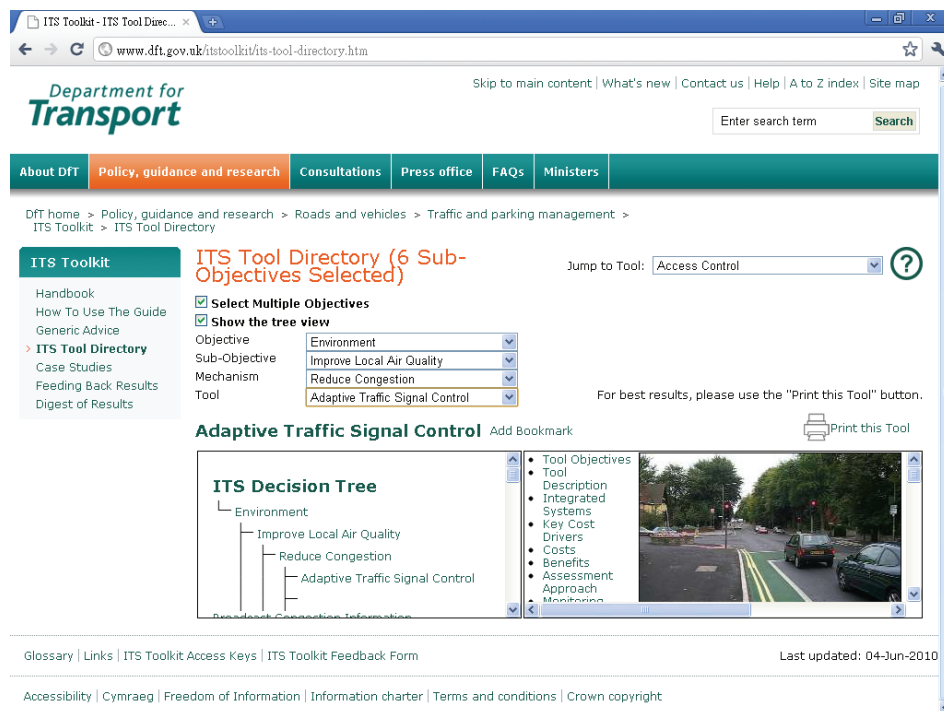 ITS Toolkit - ITS Tool Direc...
www.dft.gov.uk/itstoolkit/its-tool-directory.htm
Skip to main content | What's new | Contact us | Help | A to Z index | Site map
Department for
Transport
Enter search term Search
About DfT Policy, guidance and research Consultations Press office FAQs Ministers
DfT home > Policy, guidance and research > Roads and vehicles > Traffic and parking management >
ITS Toolkit > ITS Tool Directory
ITS Toolkit
Handbook
How To Use The Guide
Generic Advice
> ITS Tool Directory
Case Studies
Feeding Back Results
Digest of Results
ITS Tool Directory (6 Sub-
Objectives Selected)
Jump to Tool: Access Control ?
Select Multiple Objectives
Show the tree view
Objective Environment
Sub-Objective Improve Local Air Quality
Mechanism Reduce Congestion
Tool Adaptive Traffic Signal Control
For best results, please use the "Print this Tool" button.
Adaptive Traffic Signal Control Add Bookmark
Print this Tool
ITS Decision Tree
Environment
Improve Local Air Quality
Reduce Congestion
Adaptive Traffic Signal Control
Broadcast Congestion Information
• Tool Objectives
• Tool
Description
• Integrated
Systems
• Key Cost
Drivers
• Costs
• Benefits
• Assessment
Approach
• Monitoring
Glossary | Links | ITS Toolkit Access Keys | ITS Toolkit Feedback Form
Last updated: 04-Jun-2010
Accessibility | Cymraeg | Freedom of Information | Information charter | Terms and conditions | Crown copyright